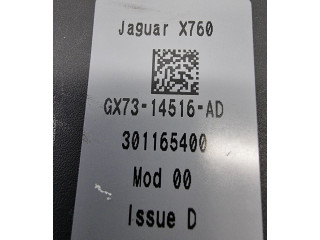 Jaguar X760
GX73-14516-AD
301165400
Mod 00
Issue D